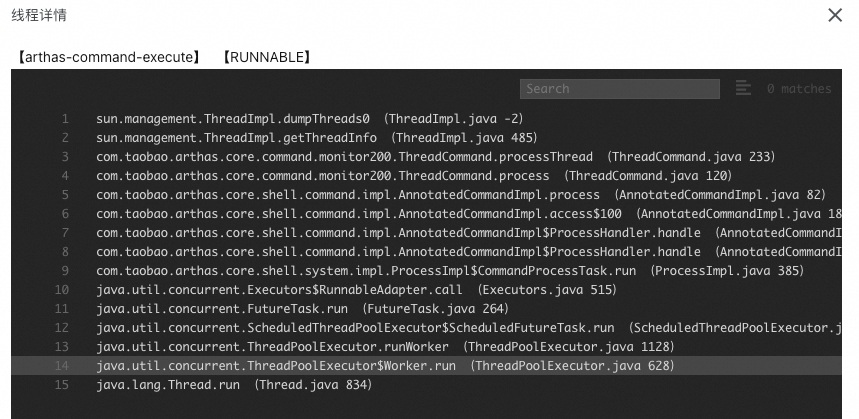 线程详情
【arthas-command-execute】 【RUNNABLE】
Search 0 matches
1 sun.management.ThreadImpl.dumpThreads0 (ThreadImpl.java -2)
2 sun.management.ThreadImpl.getThreadInfo (ThreadImpl.java 485)
3 com.taobao.arthas.core.command.monitor200.ThreadCommand.processThread (ThreadCommand.java 233)
4 com.taobao.arthas.core.command.monitor200.ThreadCommand.process (ThreadCommand.java 120)
5 com.taobao.arthas.core.shell.command.impl.AnnotatedCommandImpl.process (AnnotatedCommandImpl.java 82)
6 com.taobao.arthas.core.shell.command.impl.AnnotatedCommandImpl.access$100 (AnnotatedCommandImpl.java 18
7 com.taobao.arthas.core.shell.command.impl.AnnotatedCommandImpl$ProcessHandler.handle (AnnotatedCommandI
8 com.taobao.arthas.core.shell.command.impl.AnnotatedCommandImpl$ProcessHandler.handle (AnnotatedCommandI
9 com.taobao.arthas.core.shell.system.impl.ProcessImpl$CommandProcessTask.run (ProcessImpl.java 385)
10 java.util.concurrent.Executors$RunnableAdapter.call (Executors.java 515)
11 java.util.concurrent.FutureTask.run (FutureTask.java 264)
12 java.util.concurrent.ScheduledThreadPoolExecutor$ScheduledFutureTask.run (ScheduledThreadPoolExecutor.j
13 java.util.concurrent.ThreadPoolExecutor.runWorker (ThreadPoolExecutor.java 1128)
14 java.util.concurrent.ThreadPoolExecutor$Worker.run (ThreadPoolExecutor.java 628)
15 java.lang.Thread.run (Thread.java 834)